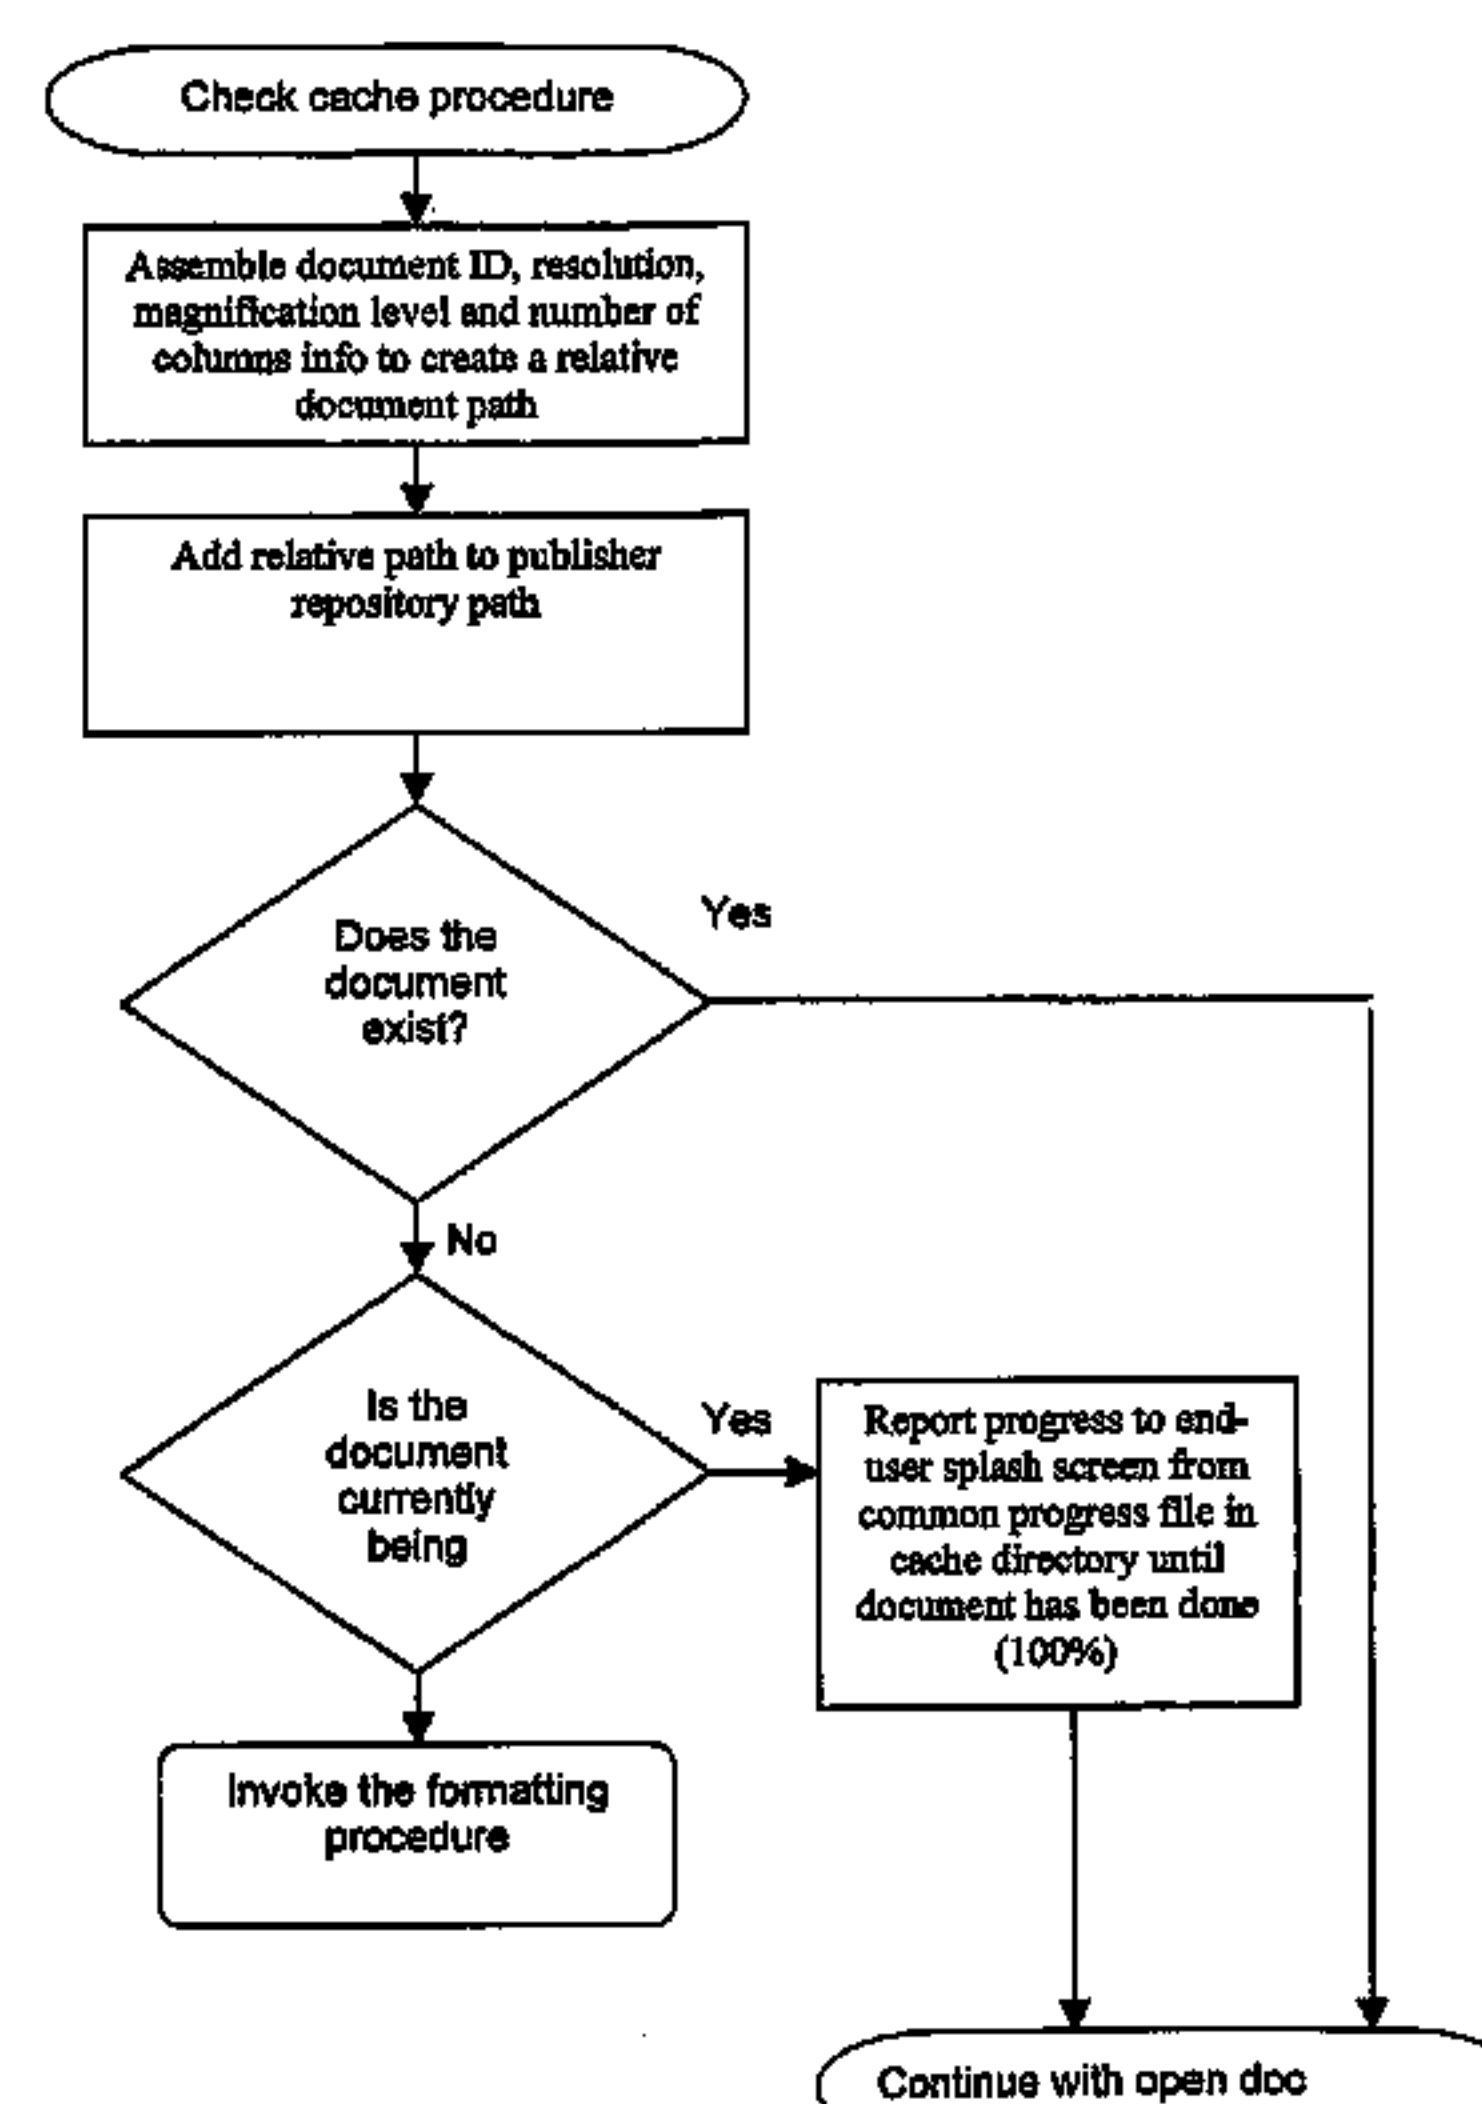 Check cache procedure
Assemble document ID, resolution,
magnification level and number of
columns info to create a relative
document path
Add relative path to publisher
repository path
Does the
document
exist?
Yes
No
Is the
document
currently
being
Yes
Report progress to end-
user splash screen from
common progress file in
cache directory until
document has been done
(100%)
Invoke the formatting
procedure
Continue with open doc